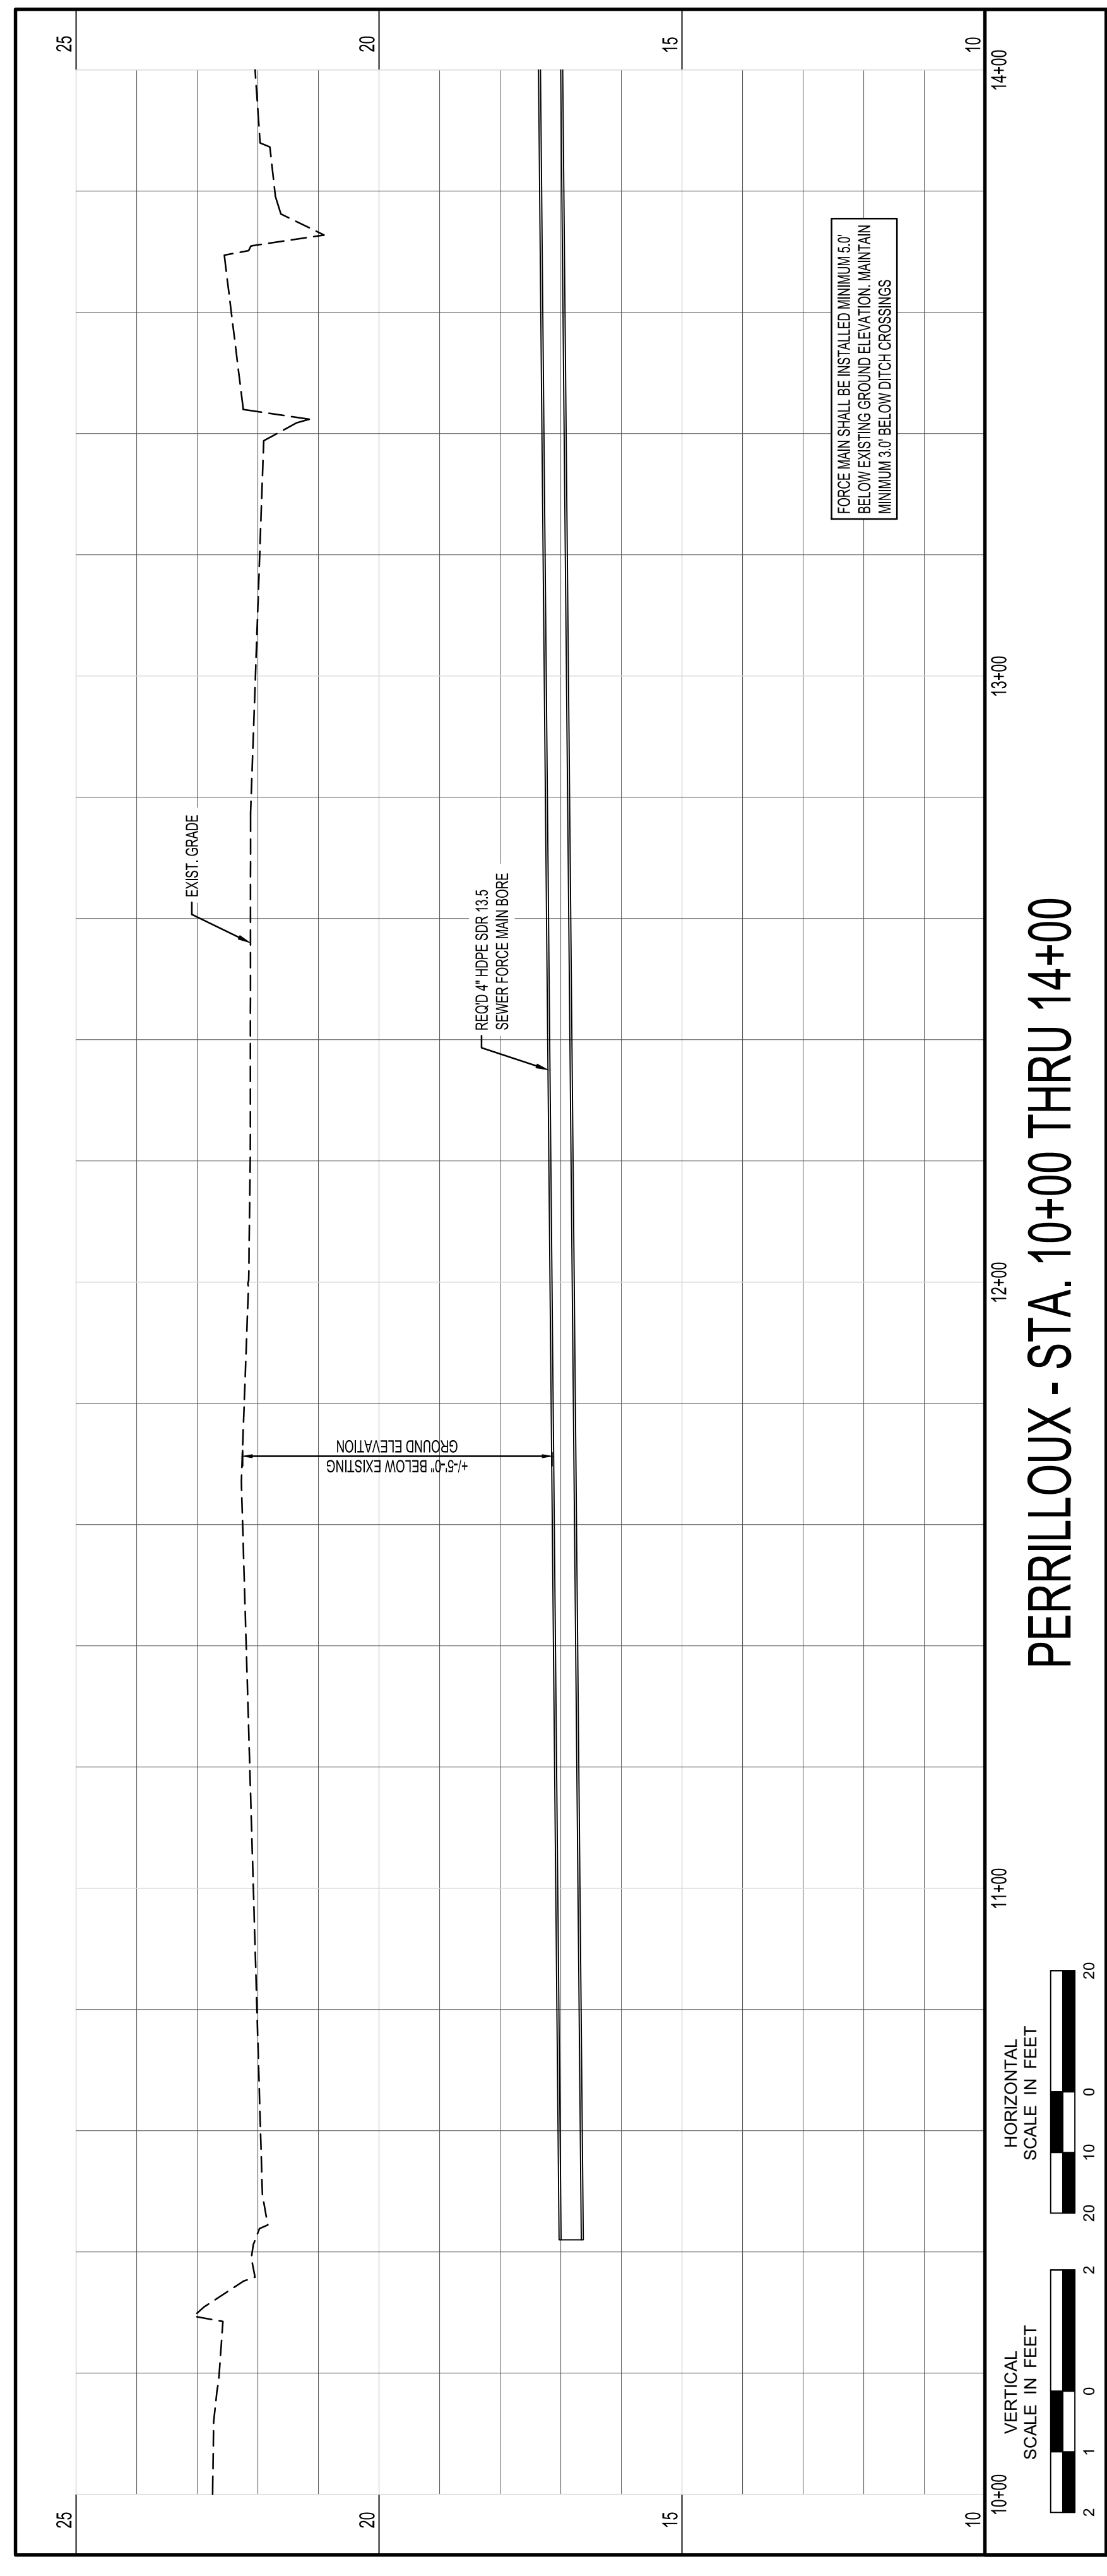 25
20
15
10
25
20
15
10
EXIST. GRADE
REQ'D 4" HDPE SDR 13.5
SEWER FORCE MAIN BORE
+/-5'-0" BELOW EXISTING
GROUND ELEVATION
FORCE MAIN SHALL BE INSTALLED MINIMUM 5.0'
BELOW EXISTING GROUND ELEVATION. MAINTAIN
MINIMUM 3.0' BELOW DITCH CROSSINGS
10+00
11+00
12+00
13+00
14+00
VERTICAL
SCALE IN FEET
2 1 0 2
HORIZONTAL
SCALE IN FEET
20 10 0 20
PERRILLOUX - STA. 10+00 THRU 14+00